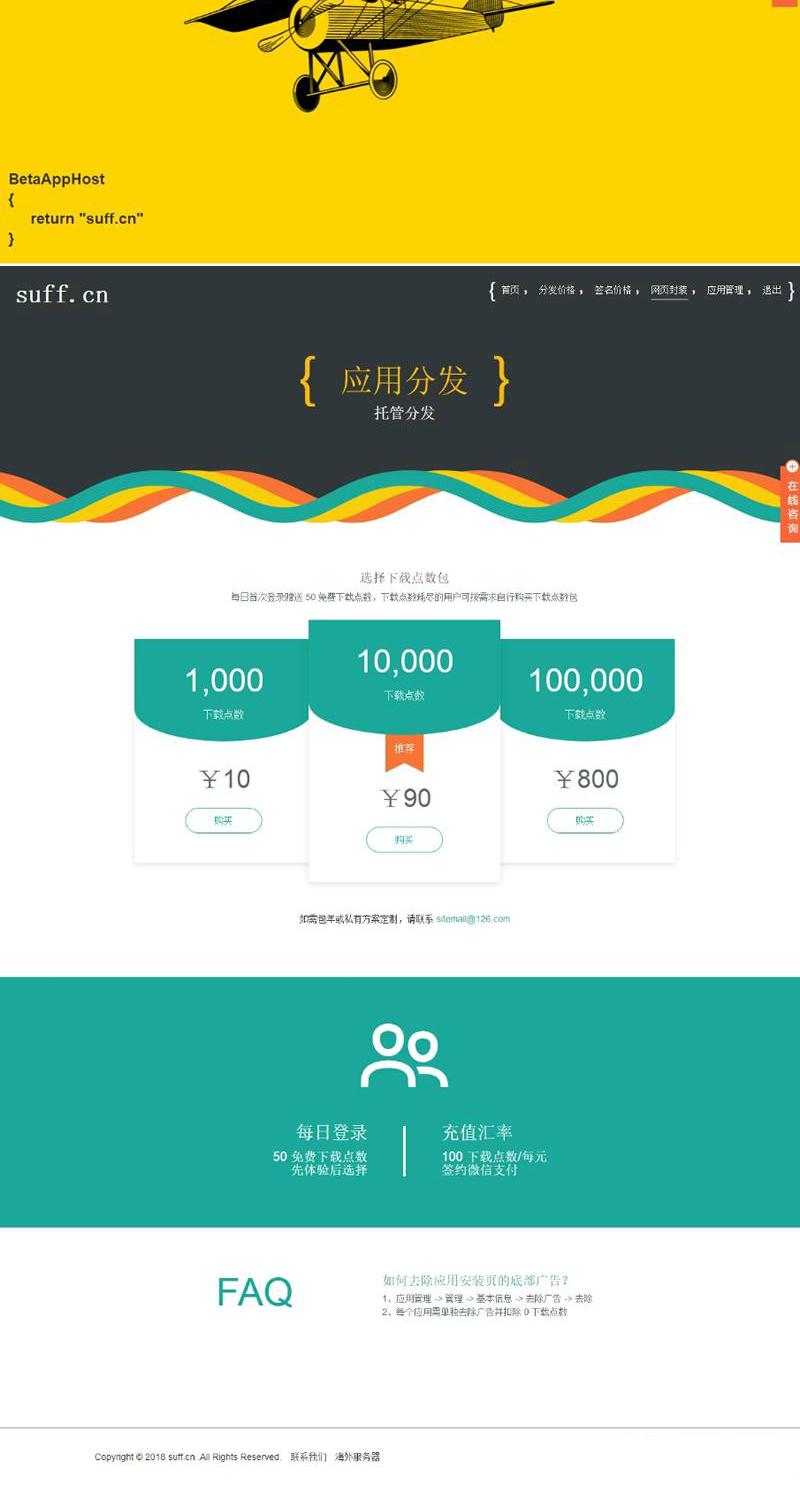 BetaAppHost
{
return "suff.cn"
}
suff.cn
{ 首页 , 分发价格 , 签名价格 , 网页封装 , 应用管理 , 退出 }
{ 应用分发 }
托管分发
在线咨询
选择下载点数包
每日首次登录赠送 50 免费下载点数，下载点数耗尽的用户可按需求自行购买下载点数包
1,000
下载点数
¥10
购买
10,000
下载点数
推荐
¥90
购买
100,000
下载点数
¥800
购买
如需包年或私有方案定制，请联系 sitemail@126.com
每日登录
50 免费下载点数
先体验后选择
充值汇率
100 下载点数/每元
签约微信支付
FAQ
如何去除应用安装页的底部广告？
1、应用管理 -> 管理 -> 基本信息 -> 去除广告 -> 去除
2、每个应用需单独去除广告并扣除 0 下载点数
Copyright © 2018 suff.cn .All Rights Reserved. 联系我们 海外服务器